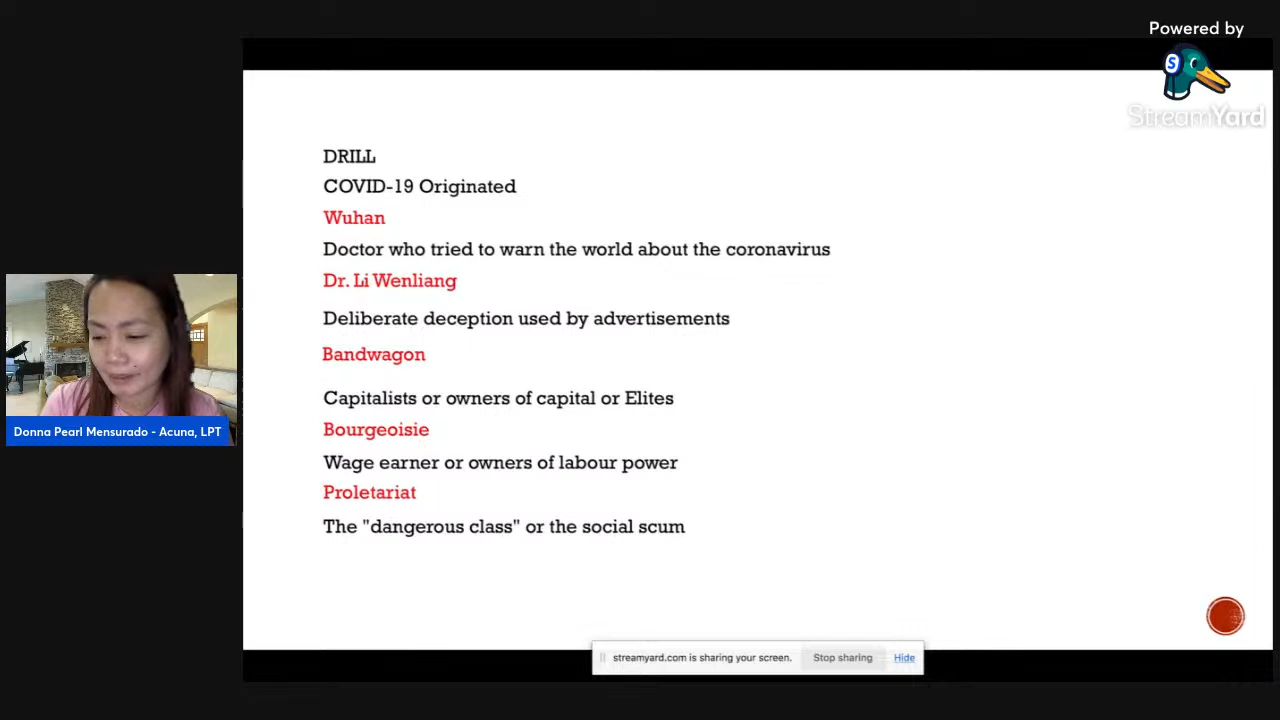 Powered by
S
StreamYard
DRILL
COVID-19 Originated
Wuhan
Doctor who tried to warn the world about the coronavirus
Dr. Li Wenliang
Deliberate deception used by advertisements
Bandwagon
Capitalists or owners of capital or Elites
Bourgeoisie
Wage earner or owners of labour power
Proletariat
The "dangerous class" or the social scum
Donna Pearl Mensurado - Acuna, LPT
streamyard.com is sharing your screen. Stop sharing Hide